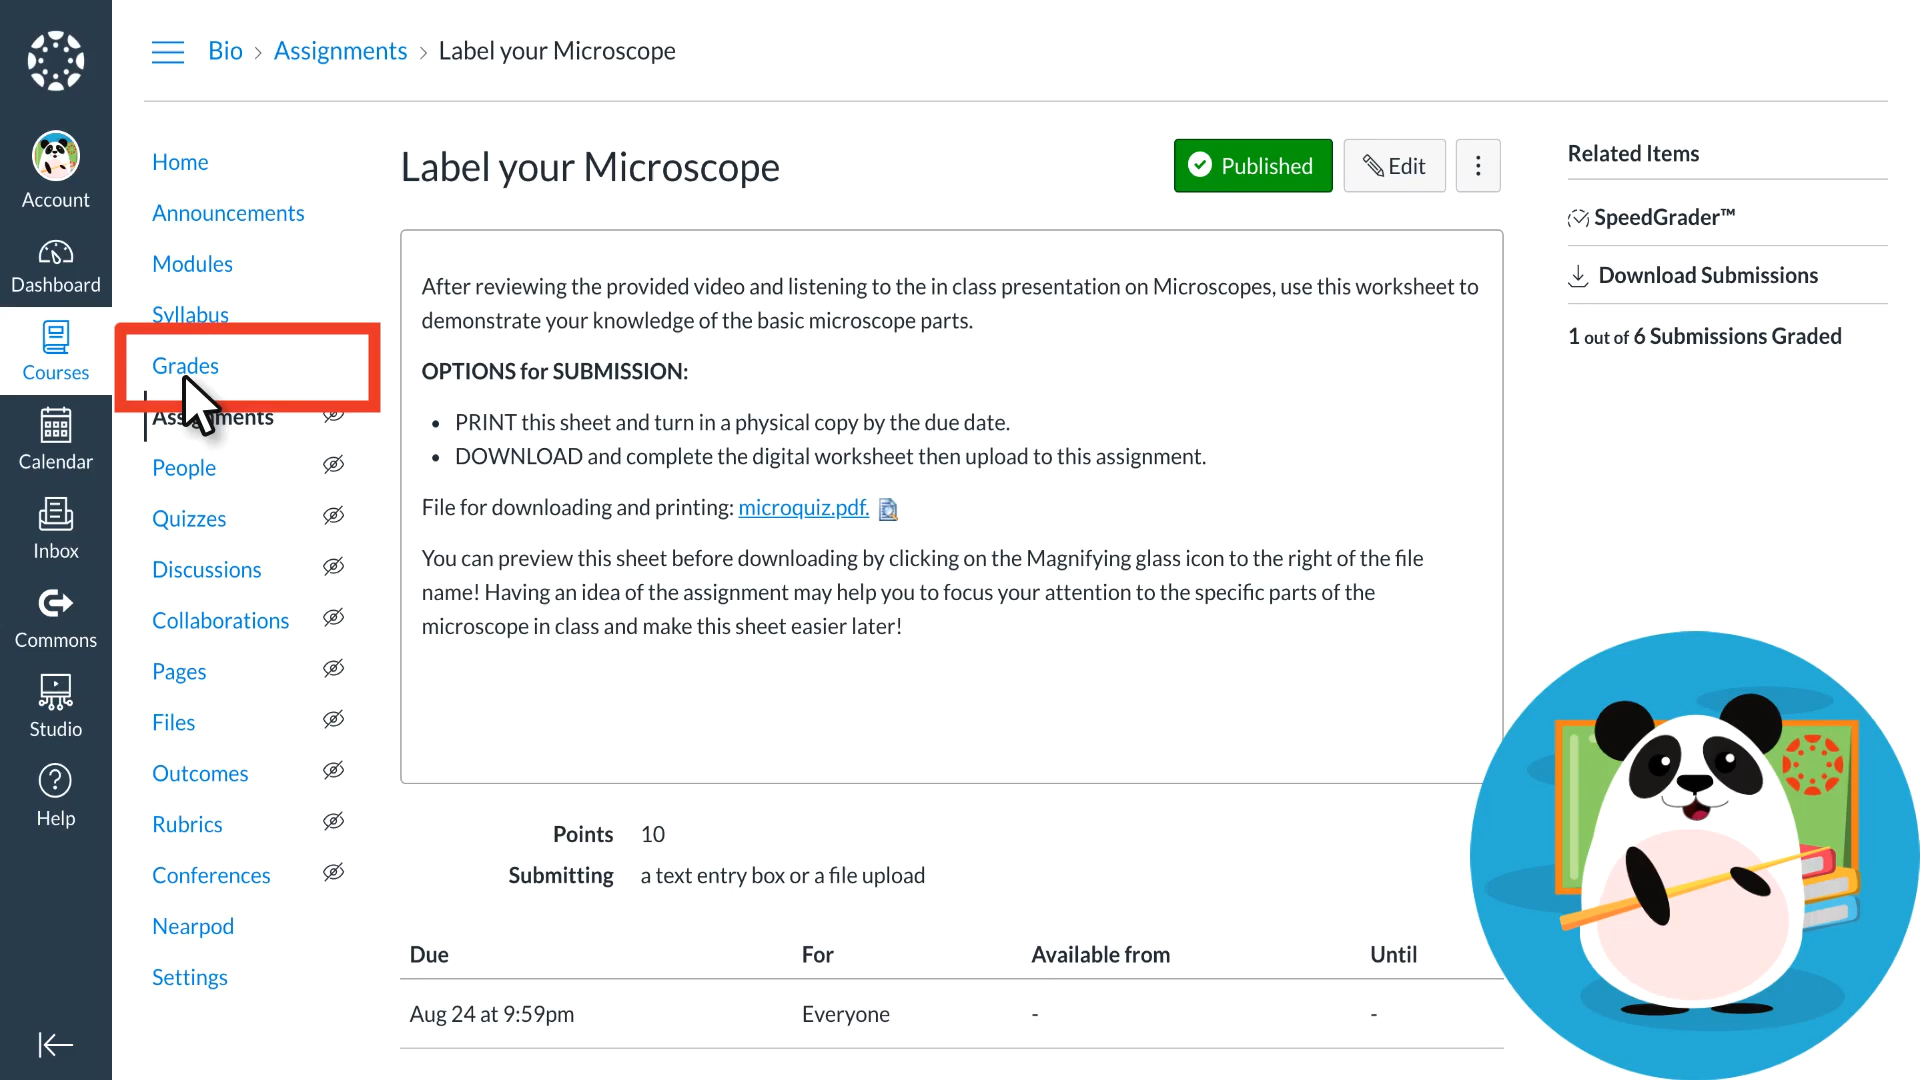 Bio > Assignments > Label your Microscope
Account
Dashboard
Courses
Calendar
Inbox
Commons
Studio
Help
Home
Announcements
Modules
Syllabus
Grades
Assignments
People
Quizzes
Discussions
Collaborations
Pages
Files
Outcomes
Rubrics
Conferences
Nearpod
Settings
Label your Microscope
Published
Edit
After reviewing the provided video and listening to the in class presentation on Microscopes, use this worksheet to
demonstrate your knowledge of the basic microscope parts.
OPTIONS for SUBMISSION:
• PRINT this sheet and turn in a physical copy by the due date.
• DOWNLOAD and complete the digital worksheet then upload to this assignment.
File for downloading and printing: microquiz.pdf.
You can preview this sheet before downloading by clicking on the Magnifying glass icon to the right of the file
name! Having an idea of the assignment may help you to focus your attention to the specific parts of the
microscope in class and make this sheet easier later!
Points 10
Submitting a text entry box or a file upload
Due For Available from Until
Aug 24 at 9:59pm Everyone - -
Related Items
SpeedGrader™
Download Submissions
1 out of 6 Submissions Graded